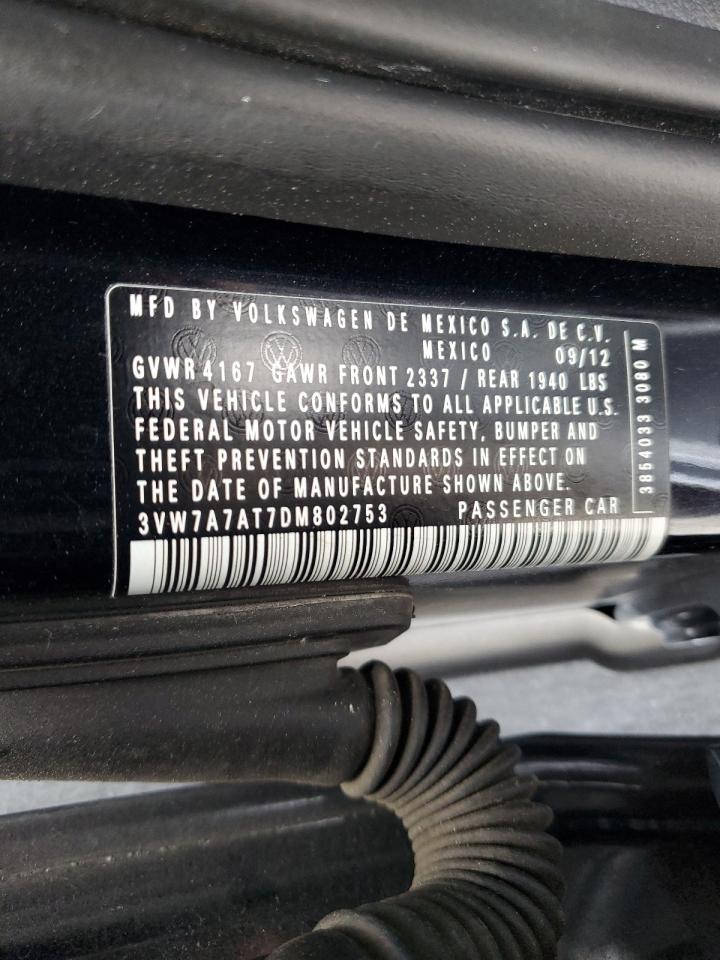 MFD BY VOLKSWAGEN DE MEXICO S.A. DE C.V.
MEXICO 09/12
GVWR 4167 GAWR FRONT 2337 / REAR 1940 LBS
THIS VEHICLE CONFORMS TO ALL APPLICABLE U.S.
FEDERAL MOTOR VEHICLE SAFETY, BUMPER AND
THEFT PREVENTION STANDARDS IN EFFECT ON
THE DATE OF MANUFACTURE SHOWN ABOVE.
3VW7A7AT7DM802753 PASSENGER CAR
3854033 3080 M